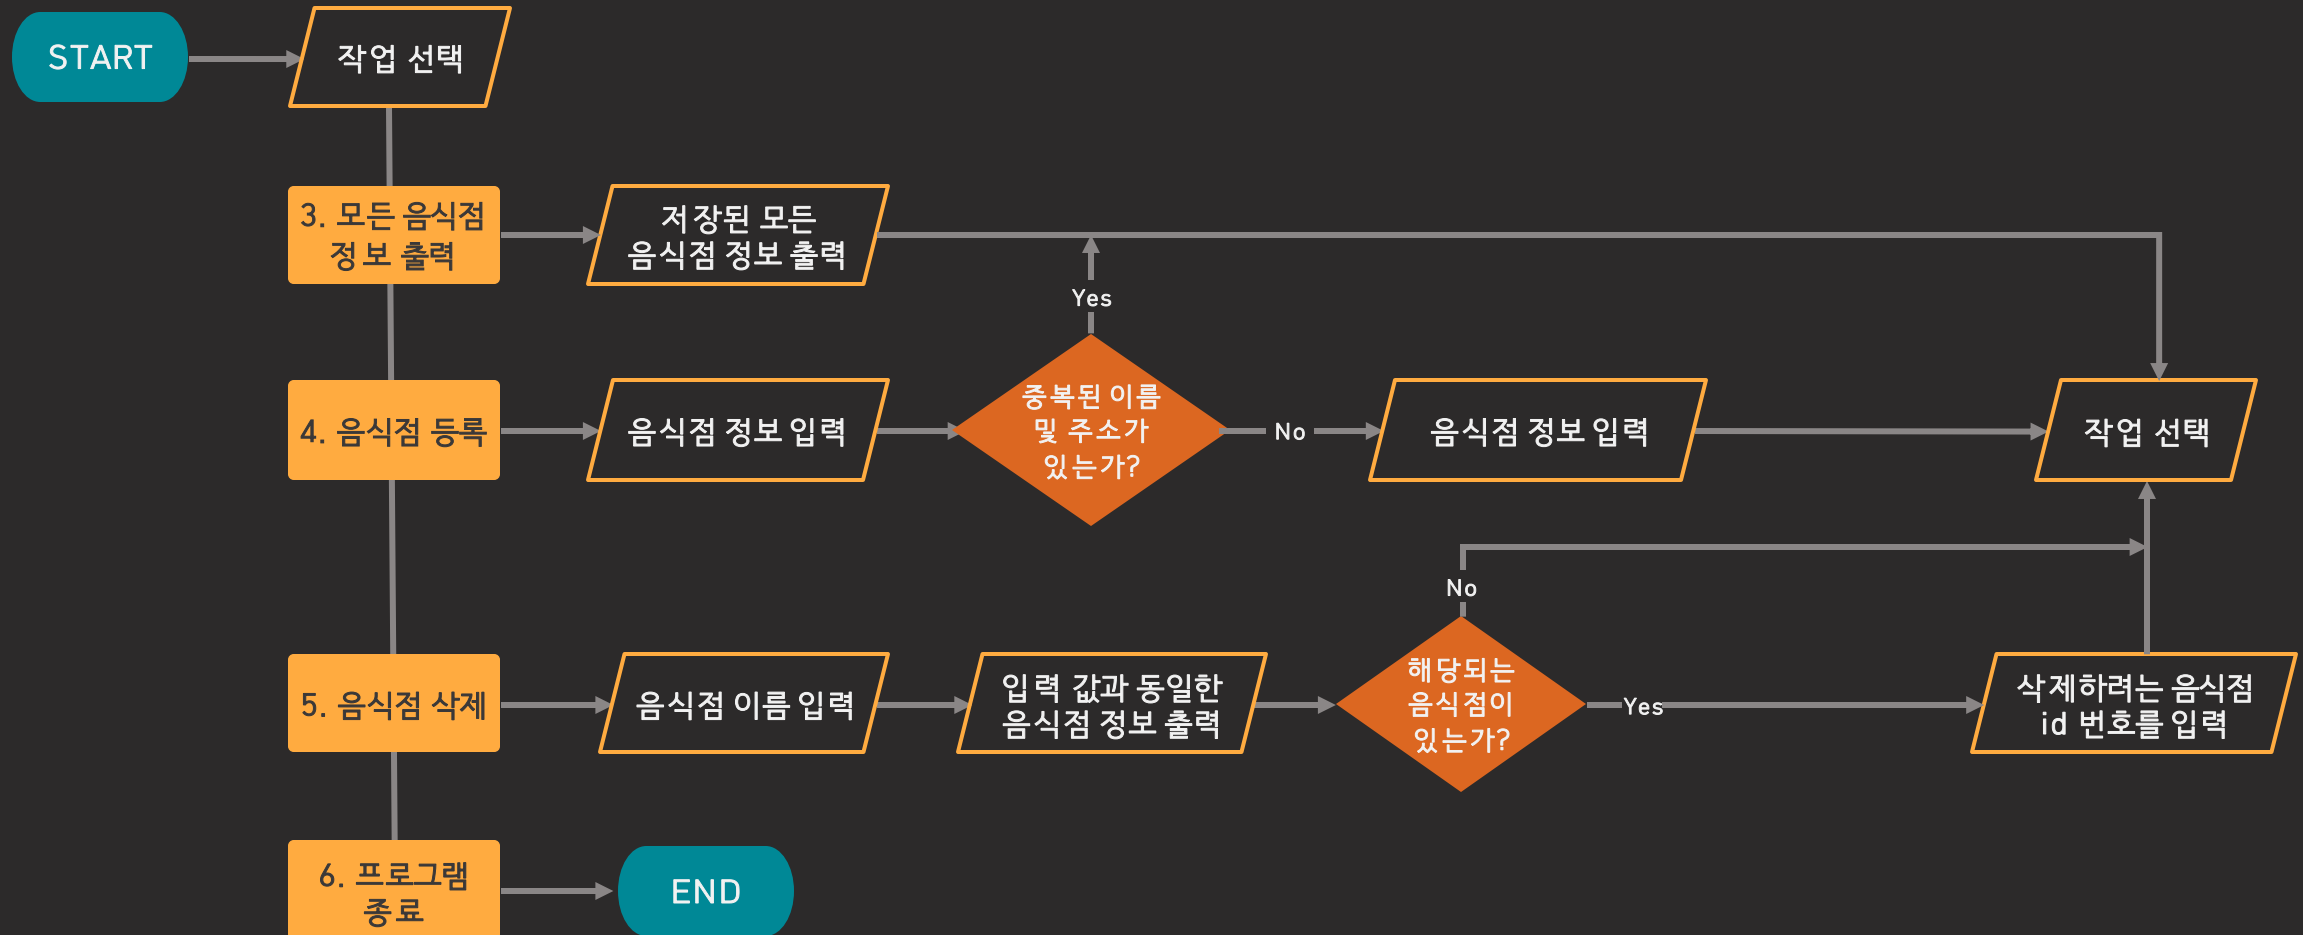 START
작업 선택
3. 모든 음식점
정보 출력
저장된 모든
음식점 정보 출력
Yes
4. 음식점 등록
음식점 정보 입력
중복된 이름
및 주소가
있는가?
No
음식점 정보 입력
작업 선택
No
5. 음식점 삭제
음식점 이름 입력
입력 값과 동일한
음식점 정보 출력
해당되는
음식점이
있는가?
Yes
삭제하려는 음식점
id 번호를 입력
6. 프로그램
종료
END